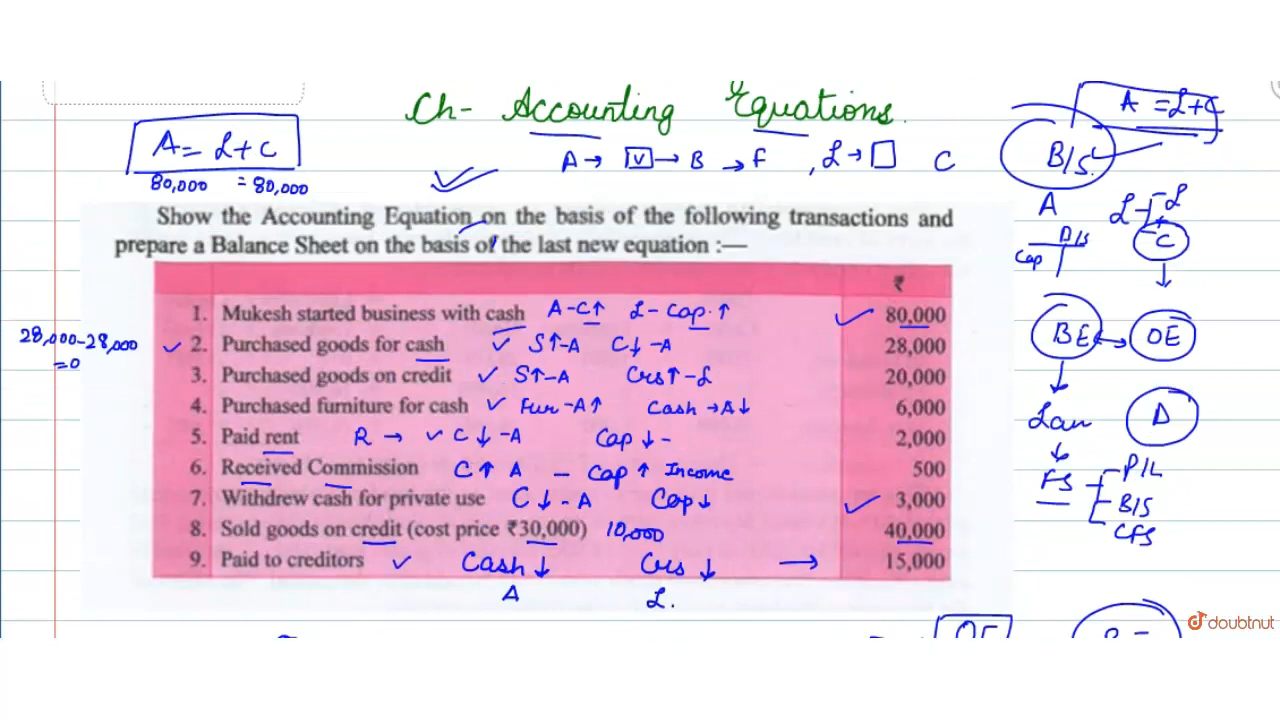 Ch- Accounting Equations.
A = L+C
A= L+C
80,000 = 80,000
A → V → B → F , L → □ C
B/S
Show the Accounting Equation on the basis of the following transactions and
prepare a Balance Sheet on the basis of the last new equation :—
₹
1. Mukesh started business with cash A-C↑ L- Cap.↑ 80,000
2. Purchased goods for cash S↑-A C↓ -A 28,000
28,000-28,000
=0
3. Purchased goods on credit S↑-A Crs↑-L 20,000
4. Purchased furniture for cash Fur -A↑ Cash →A↓ 6,000
5. Paid rent R → C↓-A Cap↓- 2,000
6. Received Commission C↑ A - Cap↑ Income 500
7. Withdrew cash for private use C↓-A Cap↓ 3,000
8. Sold goods on credit (cost price ₹30,000) 10,000 40,000
9. Paid to creditors Cash↓ Crs↓ → 15,000
A L.
A L L
C
Cap
BE OE
A
FS P/L
B/S
CFS
OE
doubtnut